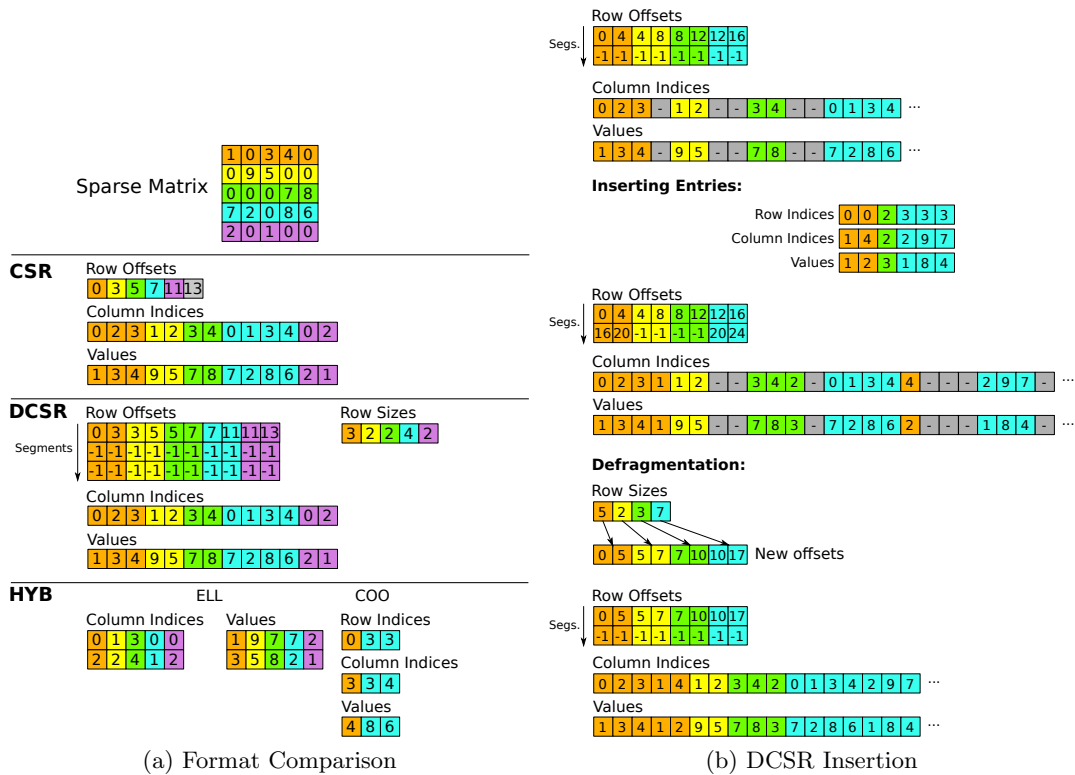 Sparse Matrix
1 0 3 4 0
0 9 5 0 0
0 0 0 7 8
7 2 0 8 6
2 0 1 0 0
CSR
Row Offsets
0 3 5 7 11 13
Column Indices
0 2 3 1 2 3 4 0 1 3 4 0 2
Values
1 3 4 9 5 7 8 7 2 8 6 2 1
DCSR
Row Offsets
Segments
0 3 3 5 5 7 7 11 11 13
-1 -1 -1 -1 -1 -1 -1 -1 -1 -1
-1 -1 -1 -1 -1 -1 -1 -1 -1 -1
Row Sizes
3 2 2 4 2
Column Indices
0 2 3 1 2 3 4 0 1 3 4 0 2
Values
1 3 4 9 5 7 8 7 2 8 6 2 1
HYB
ELL
Column Indices
0 1 3 0 0
2 2 4 1 2
Values
1 9 7 7 2
3 5 8 2 1
COO
Row Indices
0 3 3
Column Indices
3 3 4
Values
4 8 6
(a) Format Comparison
Row Offsets
Segs.
0 4 4 8 8 12 12 16
-1 -1 -1 -1 -1 -1 -1 -1
Column Indices
0 2 3 - 1 2 - - 3 4 - - 0 1 3 4 ...
Values
1 3 4 - 9 5 - - 7 8 - - 7 2 8 6 ...
Inserting Entries:
Row Indices 0 0 2 3 3 3
Column Indices 1 4 2 2 9 7
Values 1 2 3 1 8 4
Row Offsets
Segs.
0 4 4 8 8 12 12 16
16 20 -1 -1 -1 -1 20 24
Column Indices
0 2 3 1 1 2 - - 3 4 2 - 0 1 3 4 4 - - - 2 9 7 - ...
Values
1 3 4 1 9 5 - - 7 8 3 - 7 2 8 6 2 - - - 1 8 4 - ...
Defragmentation:
Row Sizes
5 2 3 7
0 5 5 7 7 10 10 17 New offsets
Row Offsets
Segs.
0 5 5 7 7 10 10 17
-1 -1 -1 -1 -1 -1 -1 -1
Column Indices
0 2 3 1 4 1 2 3 4 2 0 1 3 4 2 9 7 ...
Values
1 3 4 1 2 9 5 7 8 3 7 2 8 6 1 8 4 ...
(b) DCSR Insertion